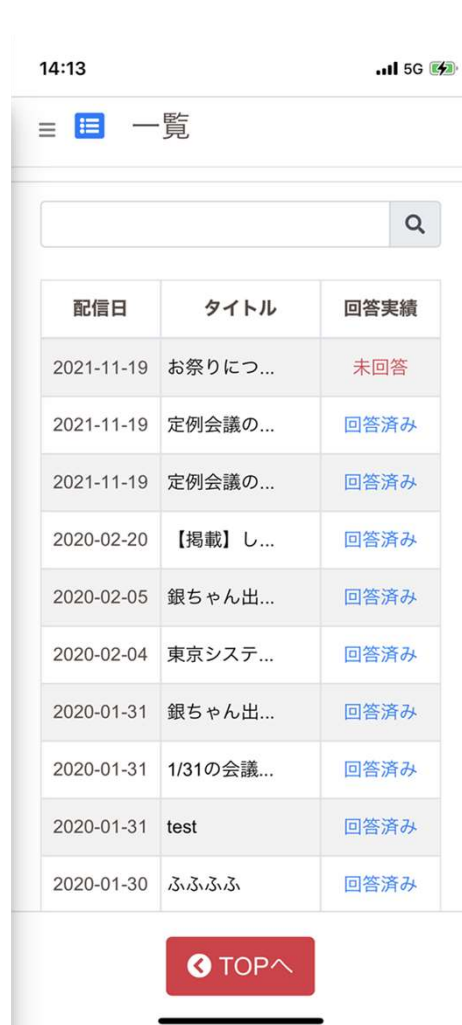 14:13 5G
一覧
配信日 タイトル 回答実績
2021-11-19 お祭りにつ... 未回答
2021-11-19 定例会議の... 回答済み
2021-11-19 定例会議の... 回答済み
2020-02-20 【掲載】し... 回答済み
2020-02-05 銀ちゃん出... 回答済み
2020-02-04 東京システ... 回答済み
2020-01-31 銀ちゃん出... 回答済み
2020-01-31 1/31の会議... 回答済み
2020-01-31 test 回答済み
2020-01-30 ふふふふ 回答済み
TOPへ